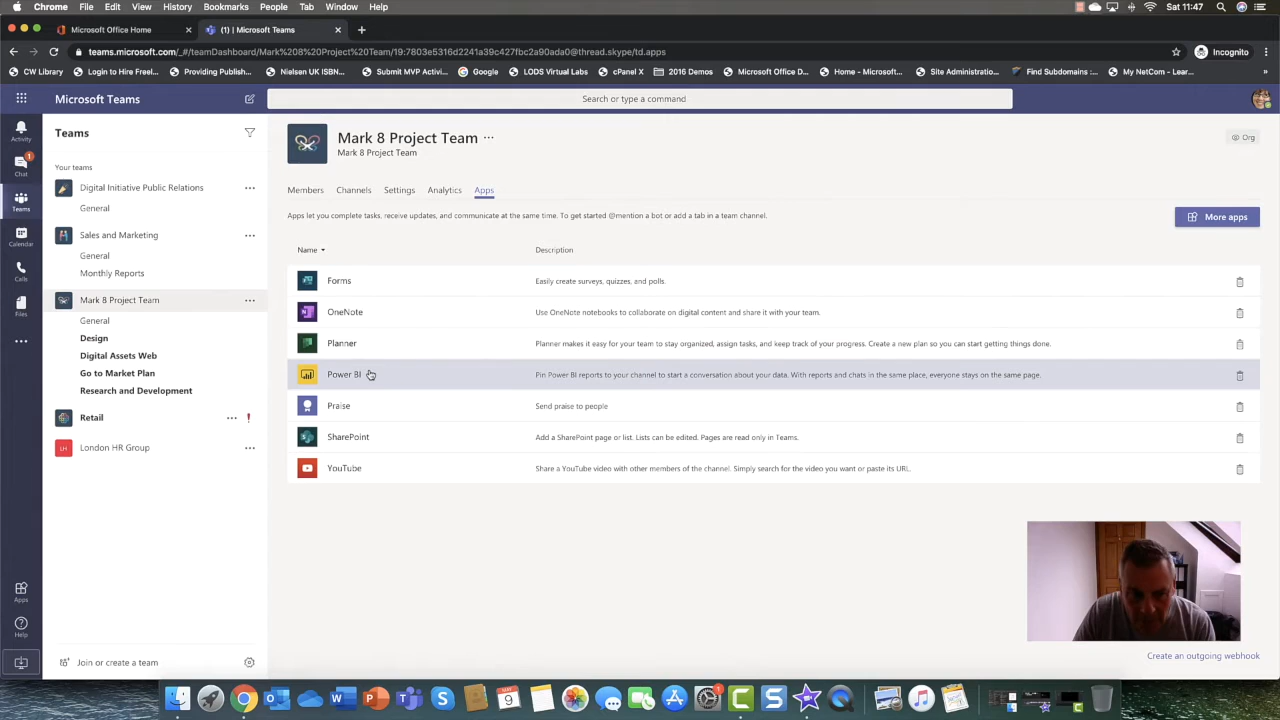 Chrome File Edit View History Bookmarks People Tab Window Help
Sat 11:47
Microsoft Office Home
(1) | Microsoft Teams
teams.microsoft.com/_#/teamDashboard/Mark%208%20Project%20Team/19:7803e5316d2241a39c427fbc2a90ada0@thread.skype/td.apps
Incognito
CW Library
Login to Hire Freel...
Providing Publish...
Nielsen UK ISBN...
Submit MVP Activi...
Google
LODS Virtual Labs
cPanel X
2016 Demos
Microsoft Office D...
Home - Microsof...
Site Administratio...
Find Subdomains :...
My NetCom - Lear...
»
Microsoft Teams
Search or type a command
Activity
Chat
1
Teams
Calendar
Calls
Files
Apps
Help
Teams
Your teams
Digital Initiative Public Relations
General
Sales and Marketing
General
Monthly Reports
Mark 8 Project Team
General
Design
Digital Assets Web
Go to Market Plan
Research and Development
Retail
LH London HR Group
Join or create a team
Mark 8 Project Team
Mark 8 Project Team
Org
Members Channels Settings Analytics Apps
Apps let you complete tasks, receive updates, and communicate at the same time. To get started @mention a bot or add a tab in a team channel.
More apps
Name Description
Forms Easily create surveys, quizzes, and polls.
OneNote Use OneNote notebooks to collaborate on digital content and share it with your team.
Planner Planner makes it easy for your team to stay organized, assign tasks, and keep track of your progress. Create a new plan so you can start getting things done.
Power BI Pin Power BI reports to your channel to start a conversation about your data. With reports and chats in the same place, everyone stays on the same page.
Praise Send praise to people
SharePoint Add a SharePoint page or list. Lists can be edited. Pages are read only in Teams.
YouTube Share a YouTube video with other members of the channel. Simply search for the video you want or paste its URL.
Create an outgoing webhook